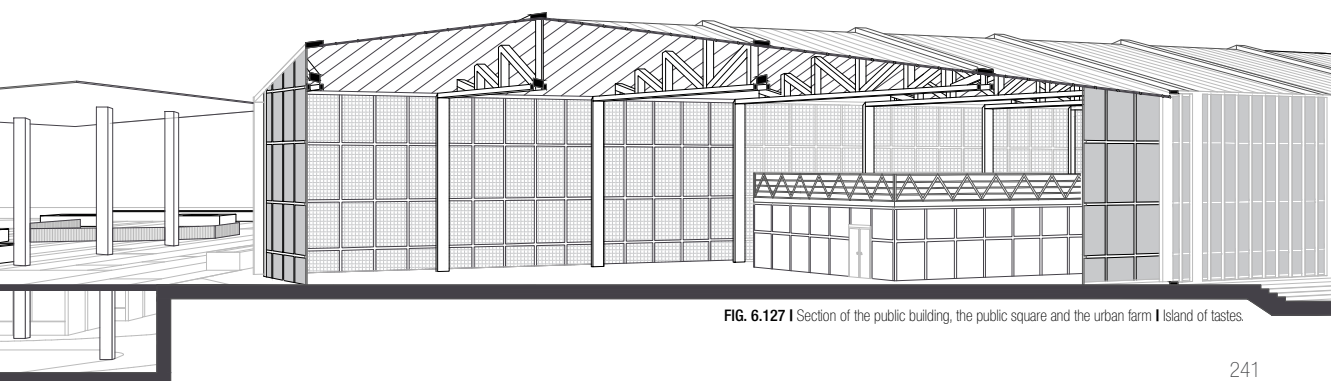 FIG. 6.127 I Section of the public building, the public square and the urban farm I Island of tastes.
241